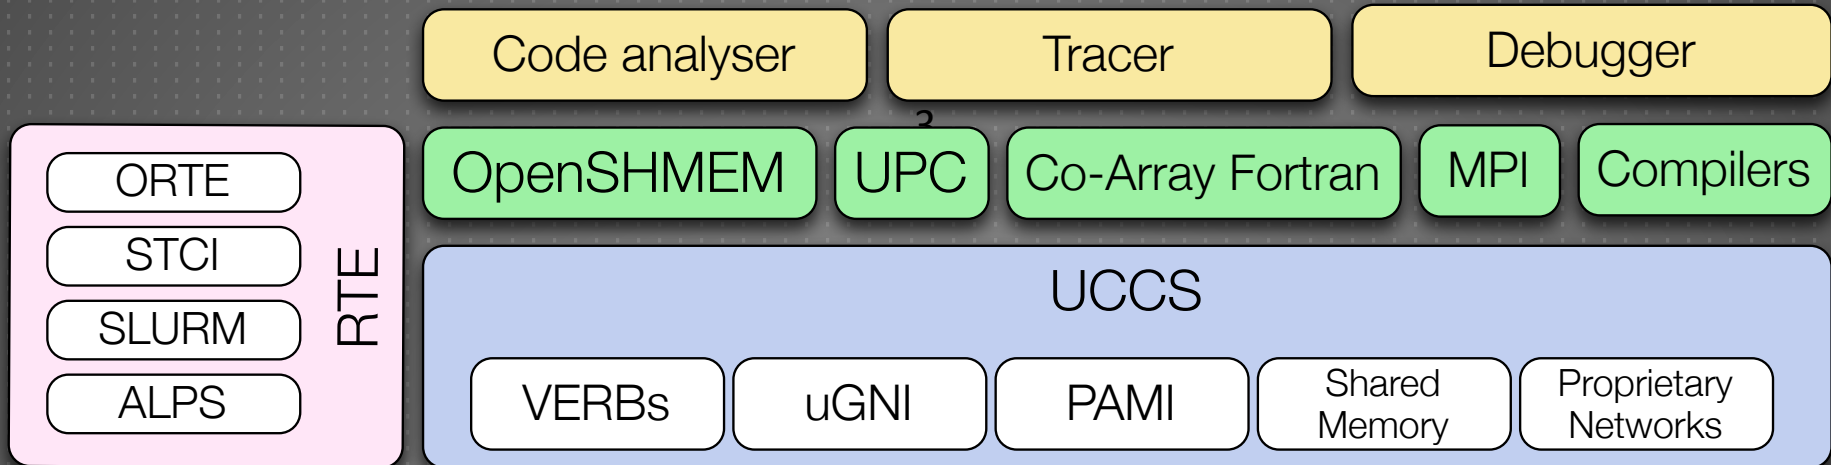 Code analyser
Tracer
Debugger
3
OpenSHMEM
UPC
Co-Array Fortran
MPI
Compilers
ORTE
STCI
SLURM
ALPS
RTE
UCCS
VERBs
uGNI
PAMI
Shared
Memory
Proprietary
Networks